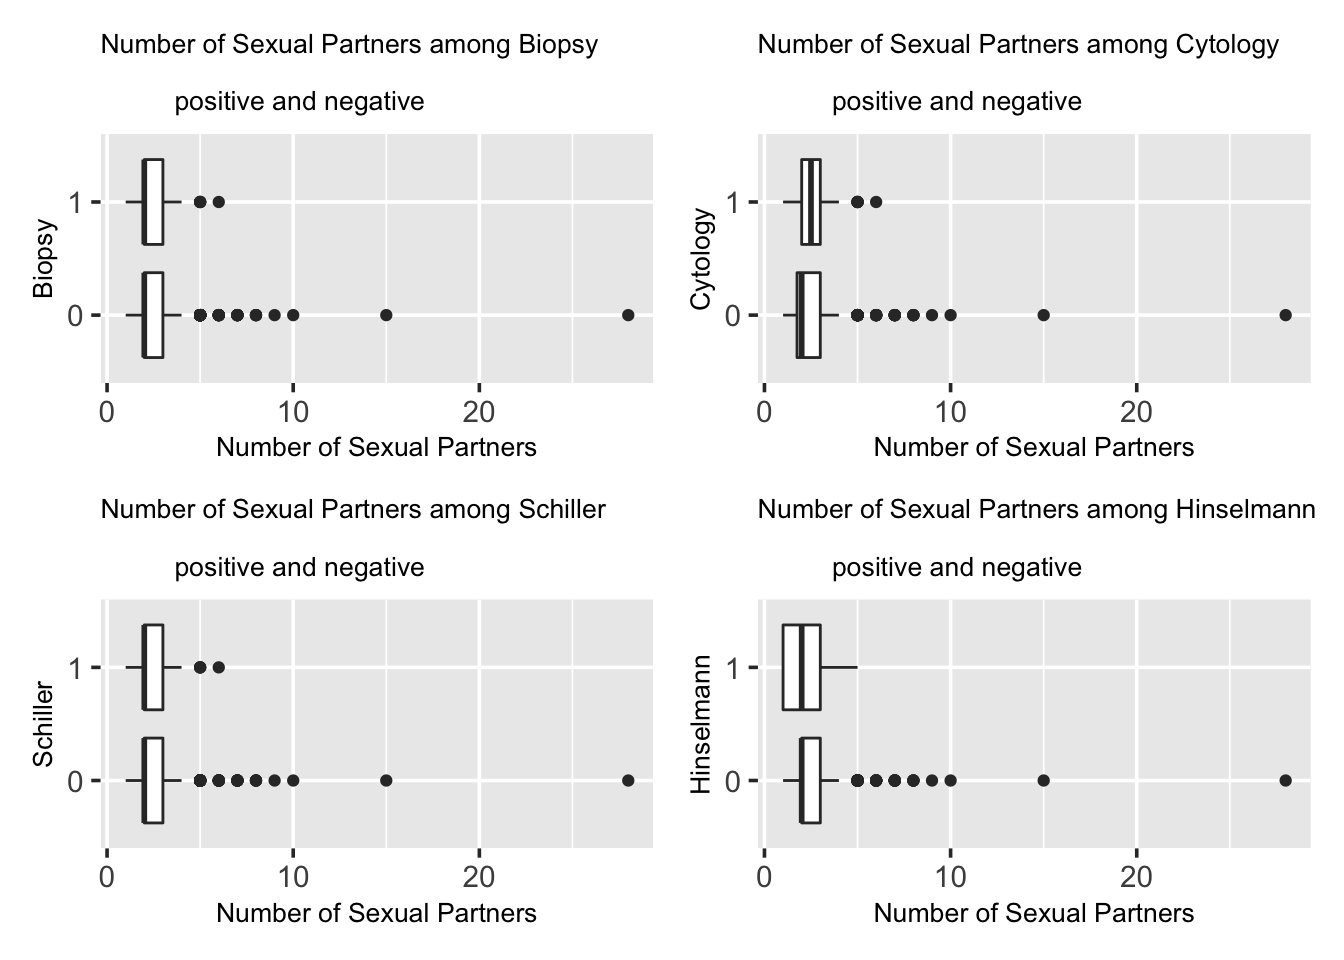 Number of Sexual Partners among Biopsy
positive and negative
Biopsy
1
0
0 10 20
Number of Sexual Partners
Number of Sexual Partners among Cytology
positive and negative
Cytology
1
0
0 10 20
Number of Sexual Partners
Number of Sexual Partners among Schiller
positive and negative
Schiller
1
0
0 10 20
Number of Sexual Partners
Number of Sexual Partners among Hinselmann
positive and negative
Hinselmann
1
0
0 10 20
Number of Sexual Partners